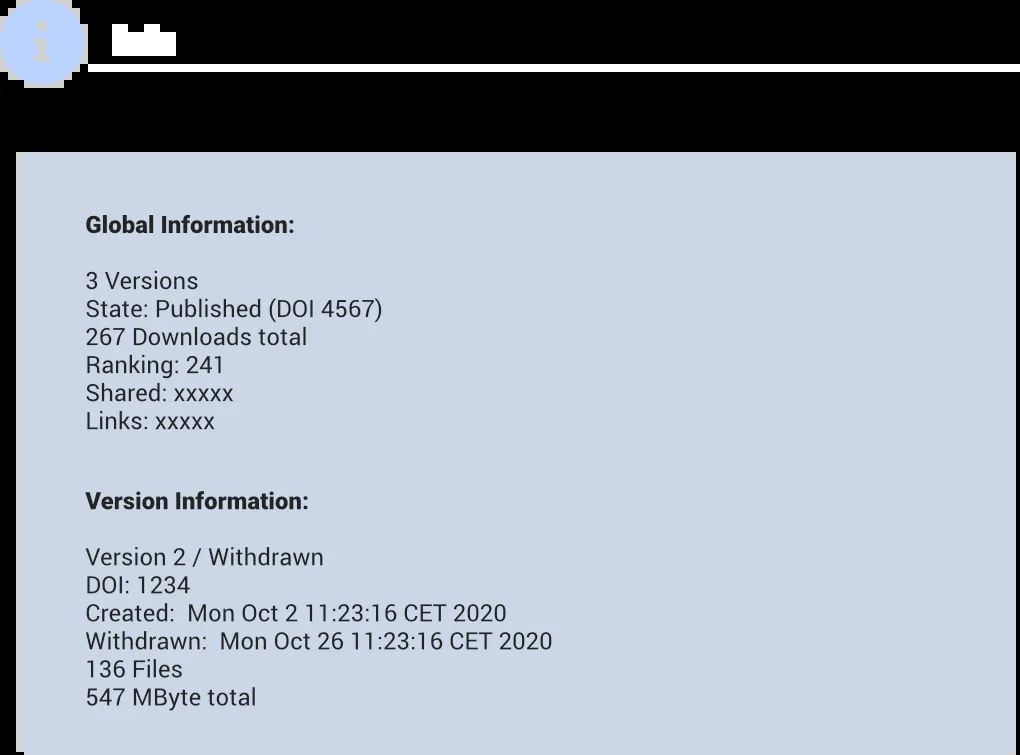 i
Global Information:
3 Versions
State: Published (DOI 4567)
267 Downloads total
Ranking: 241
Shared: xxxxx
Links: xxxxx
Version Information:
Version 2 / Withdrawn
DOI: 1234
Created:  Mon Oct 2 11:23:16 CET 2020
Withdrawn:  Mon Oct 26 11:23:16 CET 2020
136 Files
547 MByte total